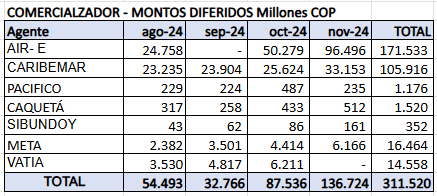 COMERCIALZADOR - MONTOS DIFERIDOS Millones COP
Agente ago-24 sep-24 oct-24 nov-24 TOTAL
AIR- E 24.758 - 50.279 96.496 171.533
CARIBEMAR 23.235 23.904 25.624 33.153 105.916
PACIFICO 229 224 487 235 1.176
CAQUETÁ 317 258 433 512 1.520
SIBUNDOY 43 62 86 161 352
META 2.382 3.501 4.414 6.166 16.464
VATIA 3.530 4.817 6.211 - 14.558
TOTAL 54.493 32.766 87.536 136.724 311.520